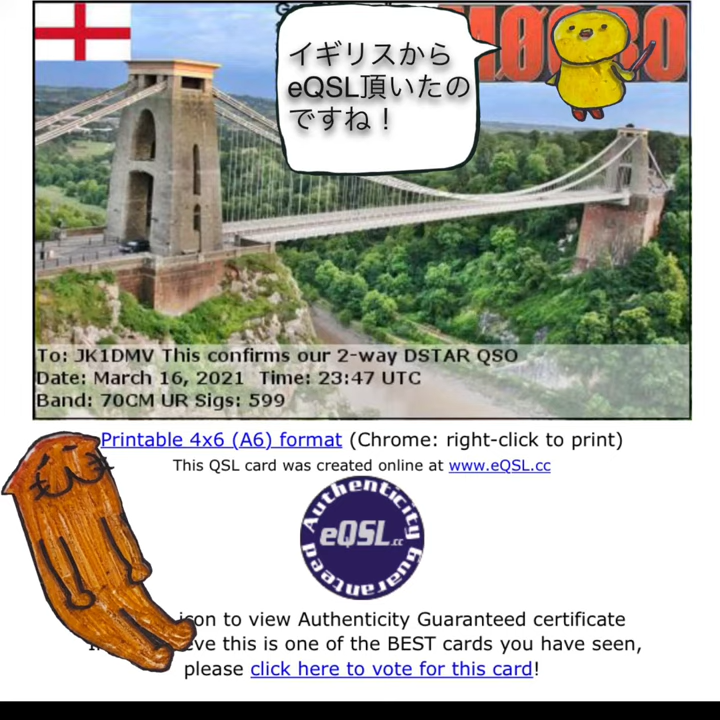 イギリスから
eQSL頂いたの
ですね！
To: JK1DMV This confirms our 2-way DSTAR QSO
Date: March 16, 2021 Time: 23:47 UTC
Band: 70CM UR Sigs: 599
Printable 4x6 (A6) format (Chrome: right-click to print)
This QSL card was created online at www.eQSL.cc
Authenticity
eQSL.cc
Guaranteed
icon to view Authenticity Guaranteed certificate
this is one of the BEST cards you have seen,
please click here to vote for this card!